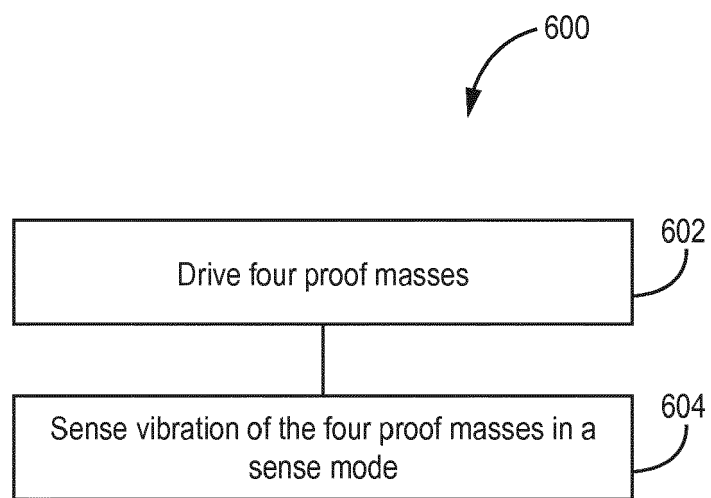 600
602
Drive four proof masses
604
Sense vibration of the four proof masses in a
sense mode